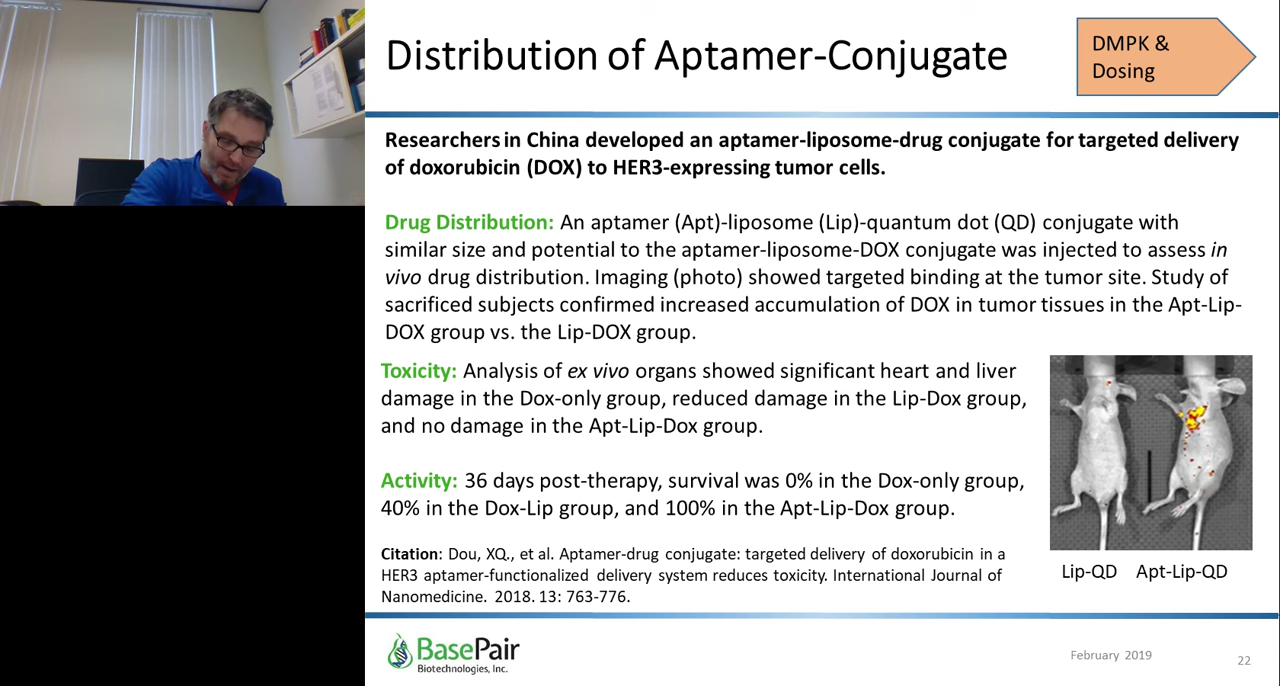 Distribution of Aptamer-Conjugate
DMPK &
Dosing
Researchers in China developed an aptamer-liposome-drug conjugate for targeted delivery
of doxorubicin (DOX) to HER3-expressing tumor cells.
Drug Distribution: An aptamer (Apt)-liposome (Lip)-quantum dot (QD) conjugate with
similar size and potential to the aptamer-liposome-DOX conjugate was injected to assess in
vivo drug distribution. Imaging (photo) showed targeted binding at the tumor site. Study of
sacrificed subjects confirmed increased accumulation of DOX in tumor tissues in the Apt-Lip-
DOX group vs. the Lip-DOX group.
Toxicity: Analysis of ex vivo organs showed significant heart and liver
damage in the Dox-only group, reduced damage in the Lip-Dox group,
and no damage in the Apt-Lip-Dox group.
Activity: 36 days post-therapy, survival was 0% in the Dox-only group,
40% in the Dox-Lip group, and 100% in the Apt-Lip-Dox group.
Citation: Dou, XQ., et al. Aptamer-drug conjugate: targeted delivery of doxorubicin in a
HER3 aptamer-functionalized delivery system reduces toxicity. International Journal of
Nanomedicine. 2018. 13: 763-776.
Lip-QD Apt-Lip-QD
BasePair
Biotechnologies, Inc.
February 2019
22